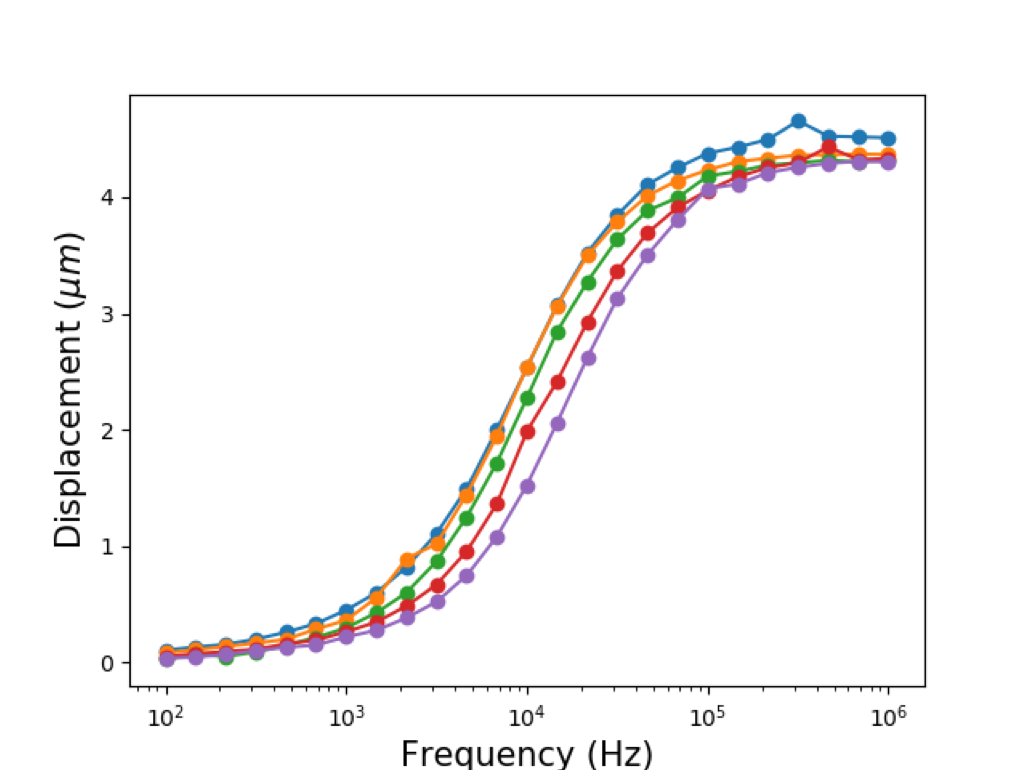 4
3
2
1
0
Displacement (μm)
10² 10³ 10⁴ 10⁵ 10⁶
Frequency (Hz)